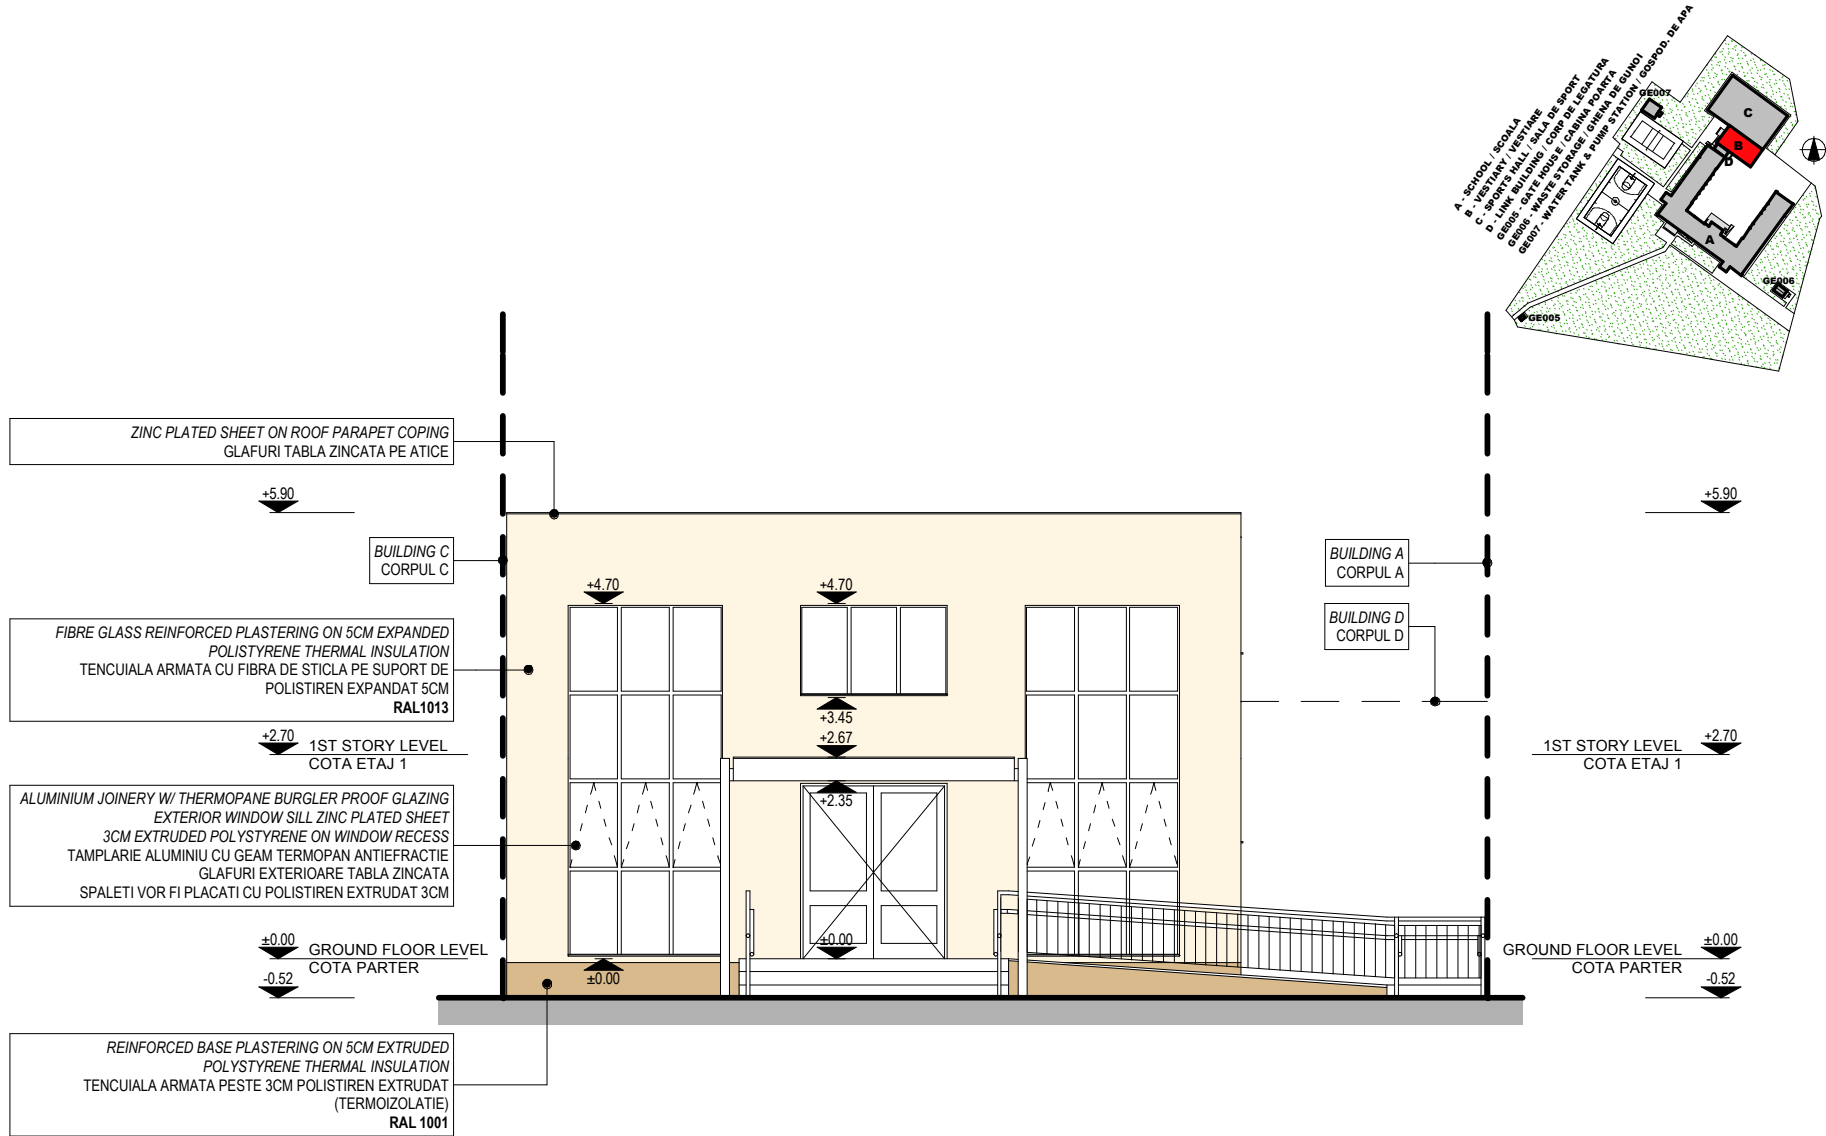 A - SCHOOL / SCOALA
B - VESTIARY / VESTIARE
C - SPORTS HALL / SALA DE SPORT
D - LINK BUILDING / CORP DE LEGATURA
GE005 - GATE HOUSE / CABINA POARTA
GE006 - WASTE STORAGE / GHENA DE GUNOI
GE007 - WATER TANK & PUMP STATION / GOSPOD. DE APA
GE007
C
B
D
A
GE006
GE005
ZINC PLATED SHEET ON ROOF PARAPET COPING
GLAFURI TABLA ZINCATA PE ATICE
+5.90
+5.90
BUILDING C
CORPUL C
BUILDING A
CORPUL A
+4.70
+4.70
BUILDING D
CORPUL D
FIBRE GLASS REINFORCED PLASTERING ON 5CM EXPANDED
POLISTYRENE THERMAL INSULATION
TENCUIALA ARMATA CU FIBRA DE STICLA PE SUPORT DE
POLISTIREN EXPANDAT 5CM
RAL1013
+3.45
+2.67
+2.35
+2.70
1ST STORY LEVEL
COTA ETAJ 1
1ST STORY LEVEL
COTA ETAJ 1
+2.70
ALUMINIUM JOINERY W/ THERMOPANE BURGLER PROOF GLAZING
EXTERIOR WINDOW SILL ZINC PLATED SHEET
3CM EXTRUDED POLYSTYRENE ON WINDOW RECESS
TAMPLARIE ALUMINIU CU GEAM TERMOPAN ANTIEFRACTIE
GLAFURI EXTERIOARE TABLA ZINCATA
SPALETI VOR FI PLACATI CU POLISTIREN EXTRUDAT 3CM
±0.00
GROUND FLOOR LEVEL
COTA PARTER
-0.52
±0.00
±0.00
GROUND FLOOR LEVEL
COTA PARTER
±0.00
-0.52
REINFORCED BASE PLASTERING ON 5CM EXTRUDED
POLYSTYRENE THERMAL INSULATION
TENCUIALA ARMATA PESTE 3CM POLISTIREN EXTRUDAT
(TERMOIZOLATIE)
RAL 1001